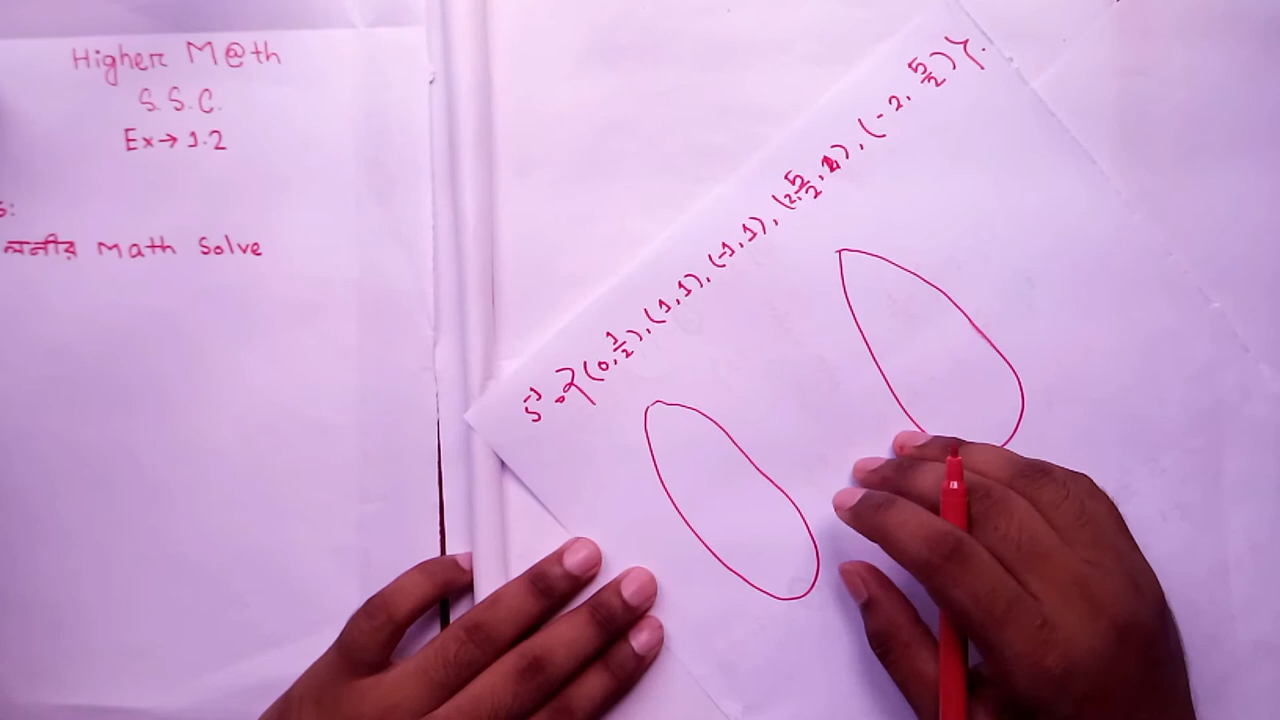 Higher M@th
S.S.C.
Ex→1.2
Math Solve
S⁻¹ = {(0, 1/2), (1, 1), (-1, 1), (2, 5/2), (-2, 5/2)}.